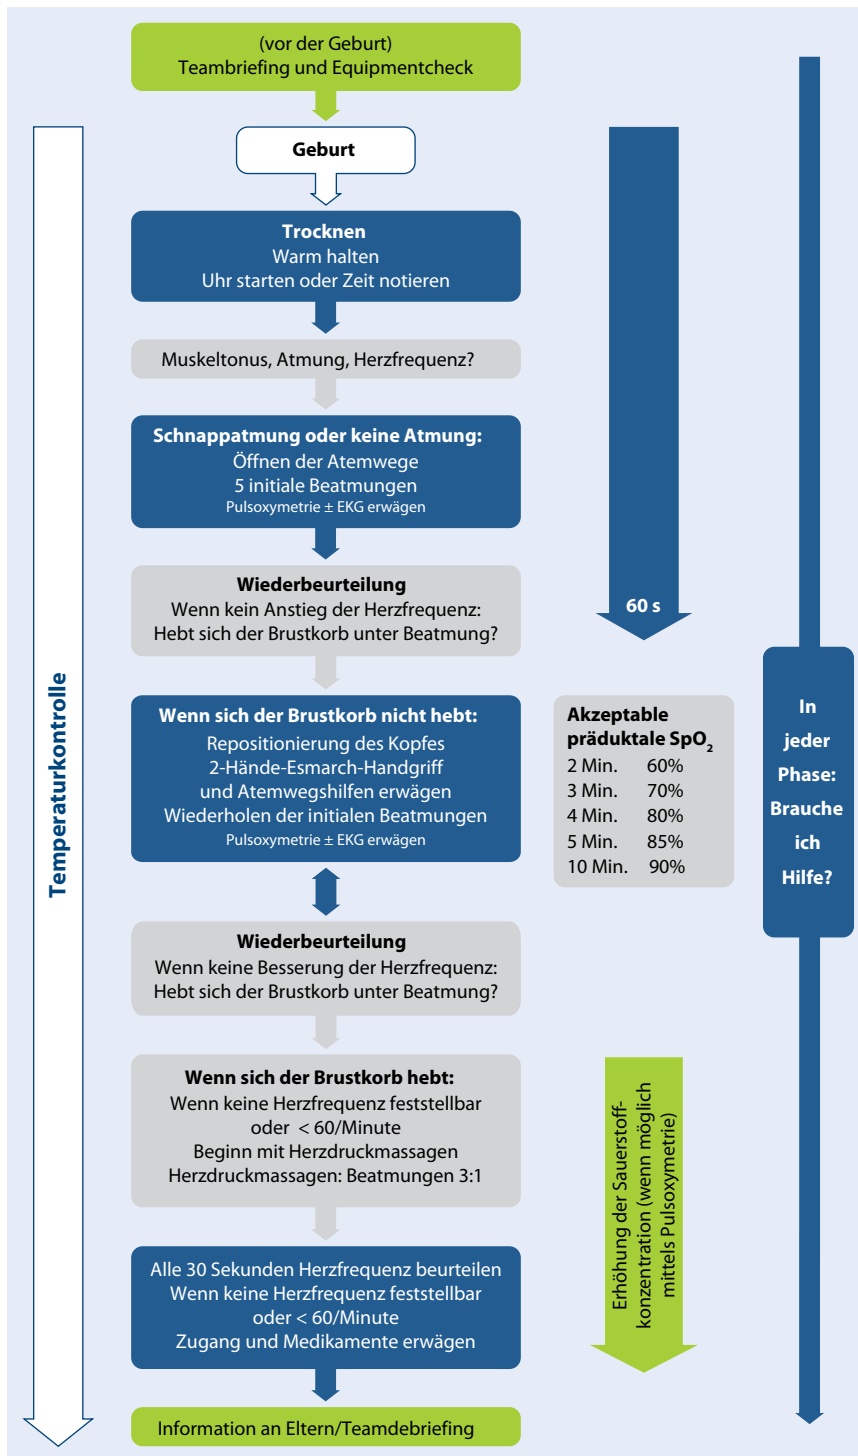 (vor der Geburt)
Teambriefing und Equipmentcheck
Geburt
Trocknen
Warm halten
Uhr starten oder Zeit notieren
Muskeltonus, Atmung, Herzfrequenz?
Schnappatmung oder keine Atmung:
Öffnen der Atemwege
5 initiale Beatmungen
Pulsoxymetrie ± EKG erwägen
Wiederbeurteilung
Wenn kein Anstieg der Herzfrequenz:
Hebt sich der Brustkorb unter Beatmung?
60 s
Wenn sich der Brustkorb nicht hebt:
Repositionierung des Kopfes
2-Hände-Esmarch-Handgriff
und Atemwegshilfen erwägen
Wiederholen der initialen Beatmungen
Pulsoxymetrie ± EKG erwägen
Akzeptable
präduktale SpO₂
2 Min. 60%
3 Min. 70%
4 Min. 80%
5 Min. 85%
10 Min. 90%
In
jeder
Phase:
Brauche
ich
Hilfe?
Temperaturkontrolle
Wiederbeurteilung
Wenn keine Besserung der Herzfrequenz:
Hebt sich der Brustkorb unter Beatmung?
Wenn sich der Brustkorb hebt:
Wenn keine Herzfrequenz feststellbar
oder < 60/Minute
Beginn mit Herzdruckmassagen
Herzdruckmassagen: Beatmungen 3:1
Erhöhung der Sauerstoff-
konzentration (wenn möglich
mittels Pulsoxymetrie)
Alle 30 Sekunden Herzfrequenz beurteilen
Wenn keine Herzfrequenz feststellbar
oder < 60/Minute
Zugang und Medikamente erwägen
Information an Eltern/Teamdebriefing